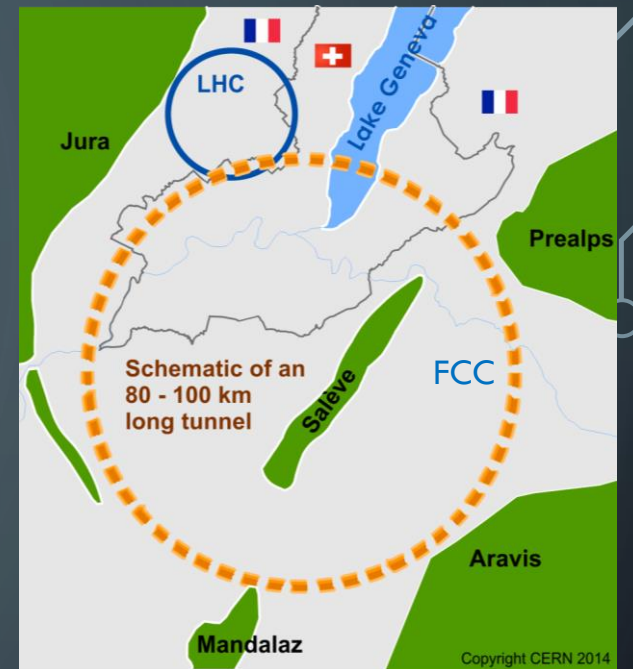 LHC
Lake Geneva
Jura
Prealps
Schematic of an
80 - 100 km
long tunnel
Salève
FCC
Aravis
Mandalaz
Copyright CERN 2014